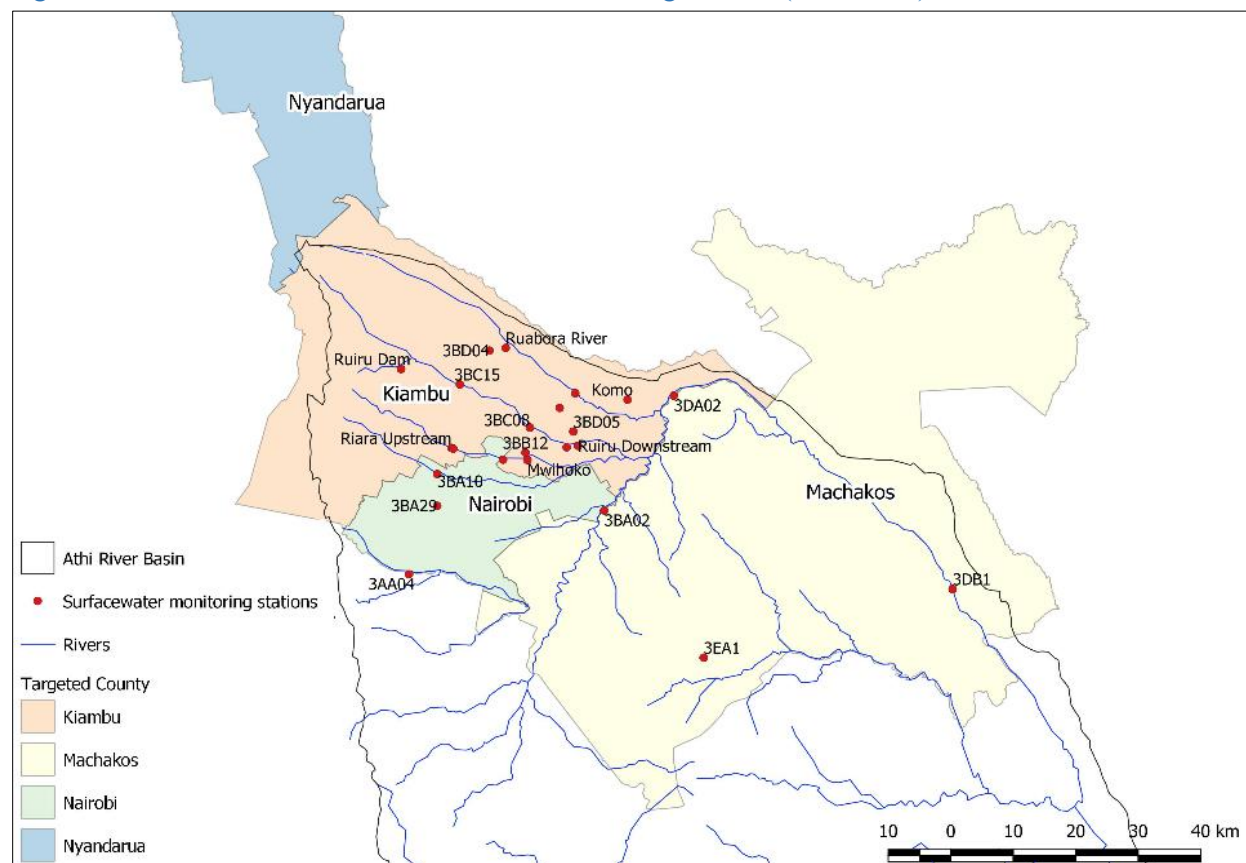 Nyandarua
Ruabora River
3BD04
Ruiru Dam
3BC15
Kiambu
Komo
3DA02
3BC08
3BD05
Riara Upstream
3BB12
Ruiru Downstream
Mwihoko
3BA10
Nairobi
Machakos
3BA29
3BA02
3AA04
3DB1
3EA1
Athi River Basin
Surfacewater monitoring stations
Rivers
Targeted County
Kiambu
Machakos
Nairobi
Nyandarua
10 0 10 20 30 40 km